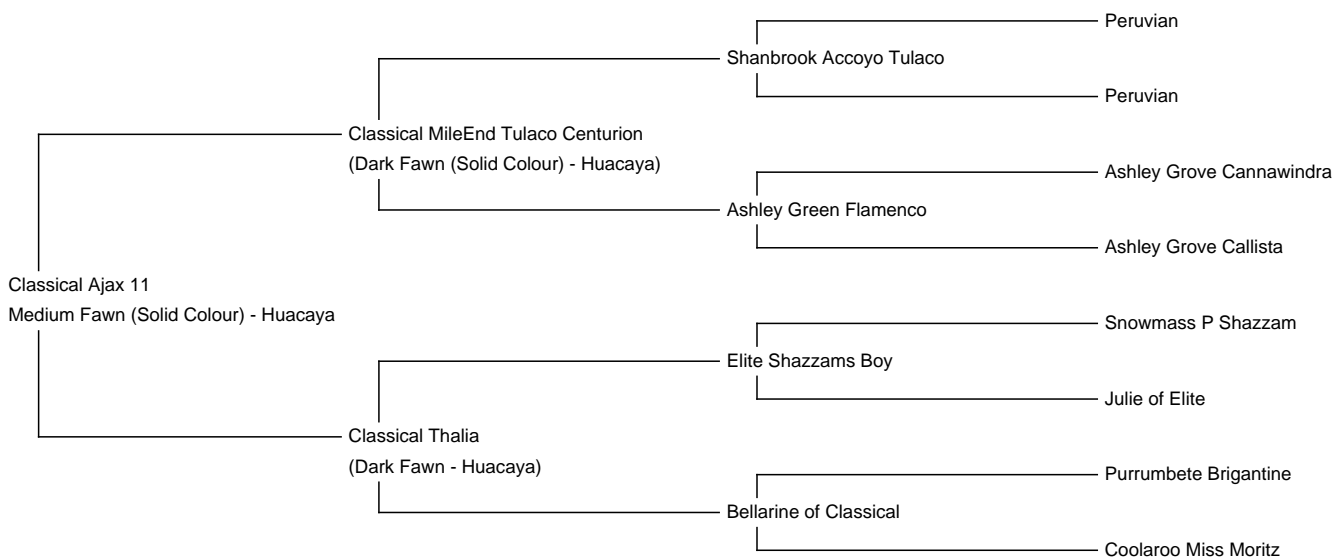 Peruvian
Shanbrook Accoyo Tulaco
Peruvian
Classical MileEnd Tulaco Centurion
(Dark Fawn (Solid Colour) - Huacaya)
Ashley Grove Cannawindra
Ashley Green Flamenco
Ashley Grove Callista
Classical Ajax 11
Medium Fawn (Solid Colour) - Huacaya
Snowmass P Shazzam
Elite Shazzams Boy
Julie of Elite
Classical Thalia
(Dark Fawn - Huacaya)
Purrumbete Brigantine
Bellarine of Classical
Coolaroo Miss Moritz